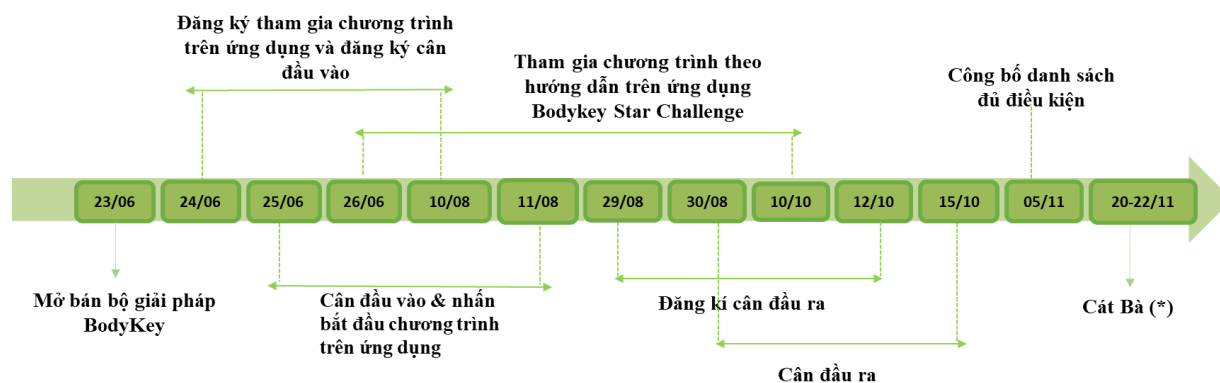 Đăng ký tham gia chương trình
trên ứng dụng và đăng ký cân
đầu vào
Tham gia chương trình theo
hướng dẫn trên ứng dụng
Bodykey Star Challenge
Công bố danh sách
đủ điều kiện
23/06
24/06
25/06
26/06
10/08
11/08
29/08
30/08
10/10
12/10
15/10
05/11
20-22/11
Mở bán bộ giải pháp
BodyKey
Cân đầu vào & nhấn
bắt đầu chương trình
trên ứng dụng
Đăng kí cân đầu ra
Cân đầu ra
Cát Bà (*)